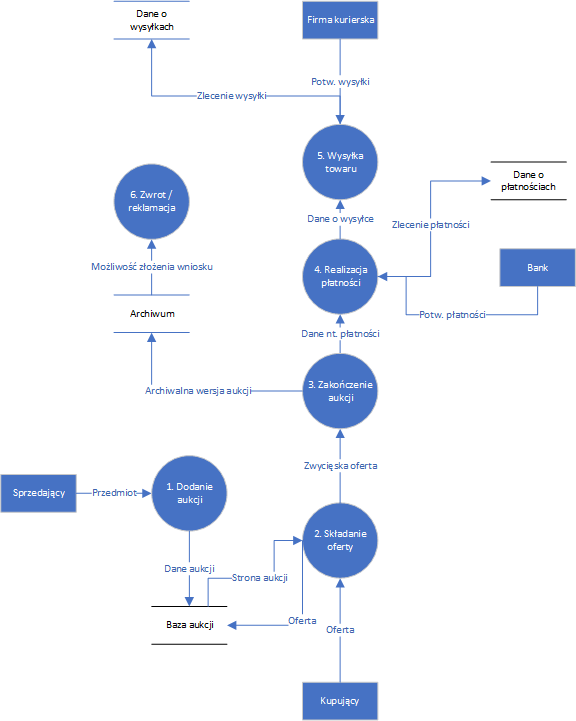 Dane o
wysyłkach
Firma kurierska
Potw. wysyłki
Zlecenie wysyłki
5. Wysyłka
towaru
6. Zwrot /
reklamacja
Dane o
płatnościach
Dane o wysyłce
Zlecenie płatności
4. Realizacja
płatności
Bank
Możliwość złożenia wniosku
Archiwum
Potw. płatności
Dane nt. płatności
3. Zakończenie
aukcji
Archiwalna wersja aukcji
Zwycięska oferta
Sprzedający
Przedmiot
1. Dodanie
aukcji
2. Składanie
oferty
Dane aukcji
Strona aukcji
Baza aukcji
Oferta
Oferta
Kupujący